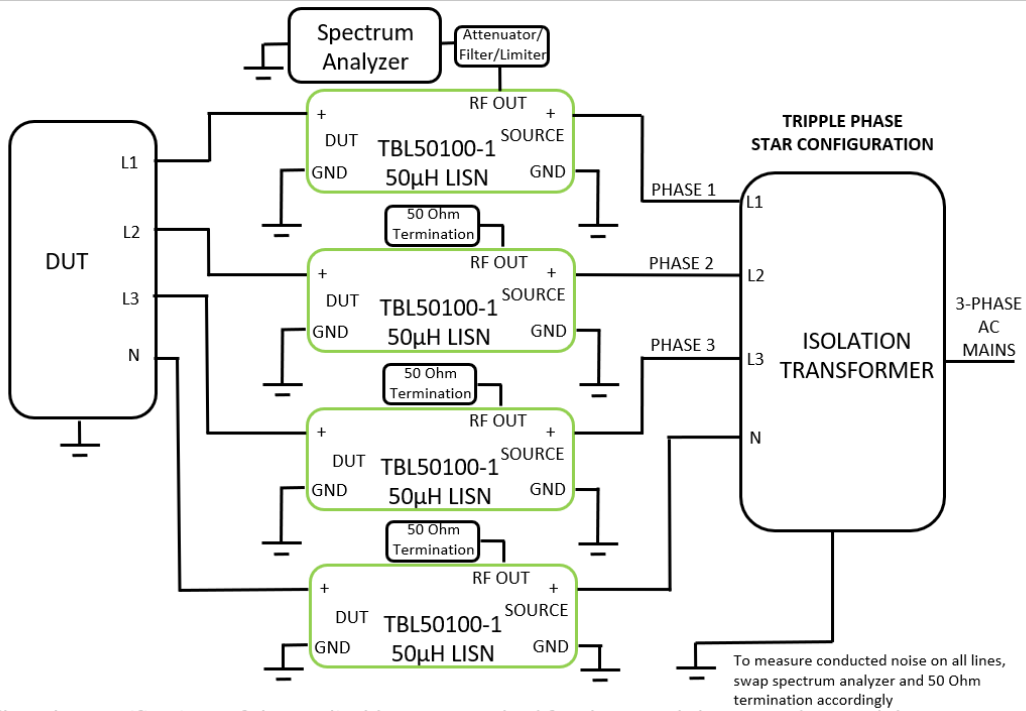 Spectrum
Analyzer
Attenuator/
Filter/Limiter
TRIPPLE PHASE
STAR CONFIGURATION
DUT
L1
L2
L3
N
+
RF OUT
+
DUT
SOURCE
TBL50100-1
50µH LISN
GND
GND
50 Ohm
Termination
+
RF OUT
+
DUT
SOURCE
TBL50100-1
50µH LISN
GND
GND
50 Ohm
Termination
+
RF OUT
+
DUT
SOURCE
TBL50100-1
50µH LISN
GND
GND
50 Ohm
Termination
+
RF OUT
+
DUT
SOURCE
TBL50100-1
50µH LISN
GND
GND
PHASE 1
PHASE 2
PHASE 3
L1
L2
L3
N
ISOLATION
TRANSFORMER
3-PHASE
AC
MAINS
To measure conducted noise on all lines,
swap spectrum analyzer and 50 Ohm
termination accordingly